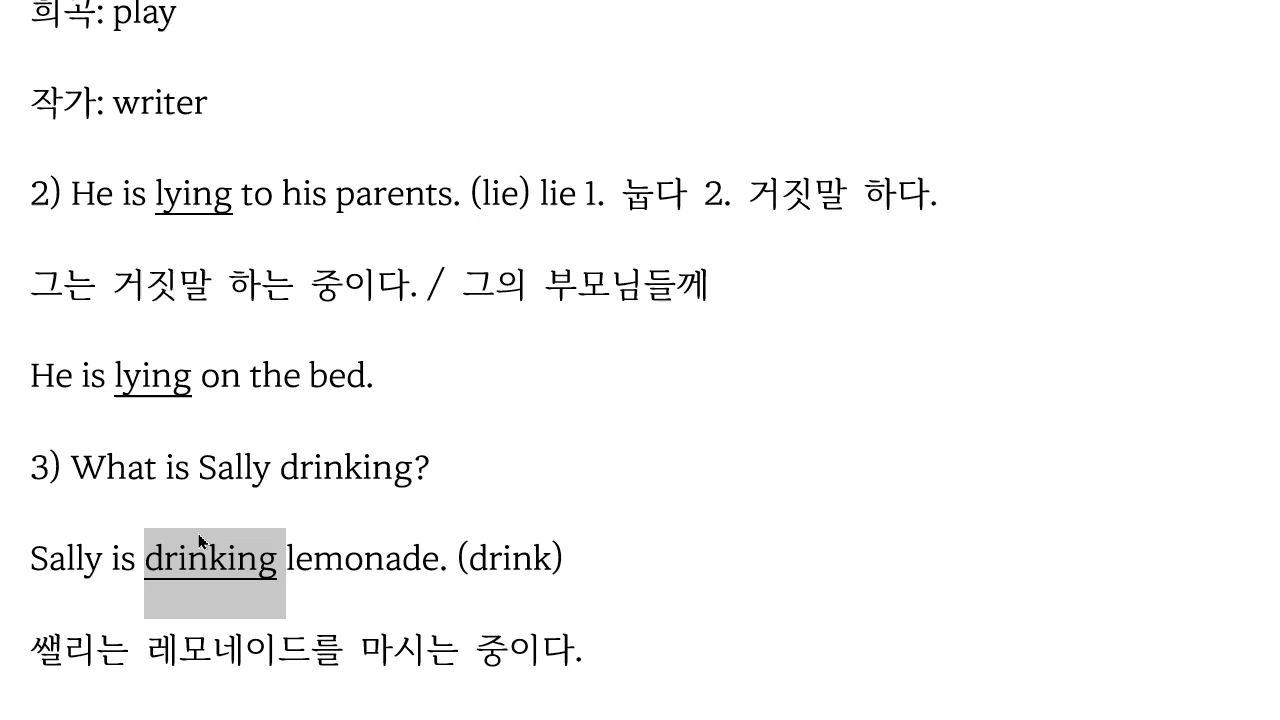 희곡: play
작가: writer
2) He is lying to his parents. (lie) lie 1. 눕다 2. 거짓말 하다.
그는 거짓말 하는 중이다. / 그의 부모님들께
He is lying on the bed.
3) What is Sally drinking?
Sally is drinking lemonade. (drink)
쌜리는 레모네이드를 마시는 중이다.